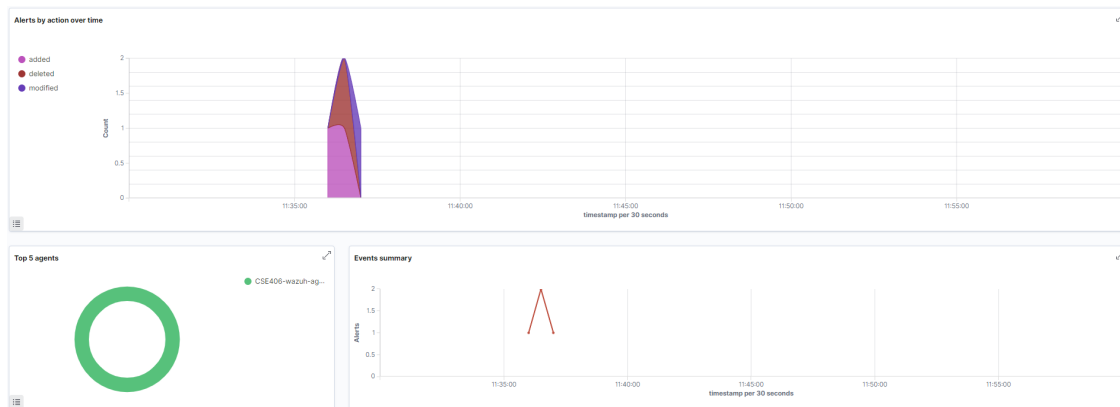 Alerts by action over time
added
deleted
modified
2
1.5
1
0.5
0
Count
11:35:00
11:40:00
11:45:00
11:50:00
11:55:00
timestamp per 30 seconds
Top 5 agents
CSE406-wazuh-ag...
Events summary
2
1.5
1
0.5
0
Alerts
11:35:00
11:40:00
11:45:00
11:50:00
11:55:00
timestamp per 30 seconds